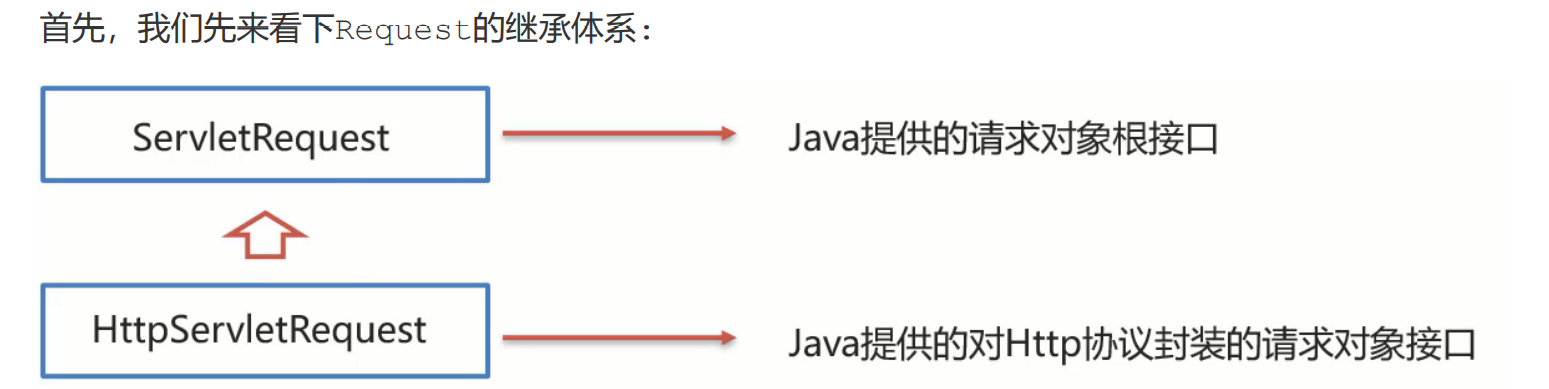 首先，我们先来看下Request的继承体系：
ServletRequest
Java提供的请求对象根接口
HttpServletRequest
Java提供的对Http协议封装的请求对象接口